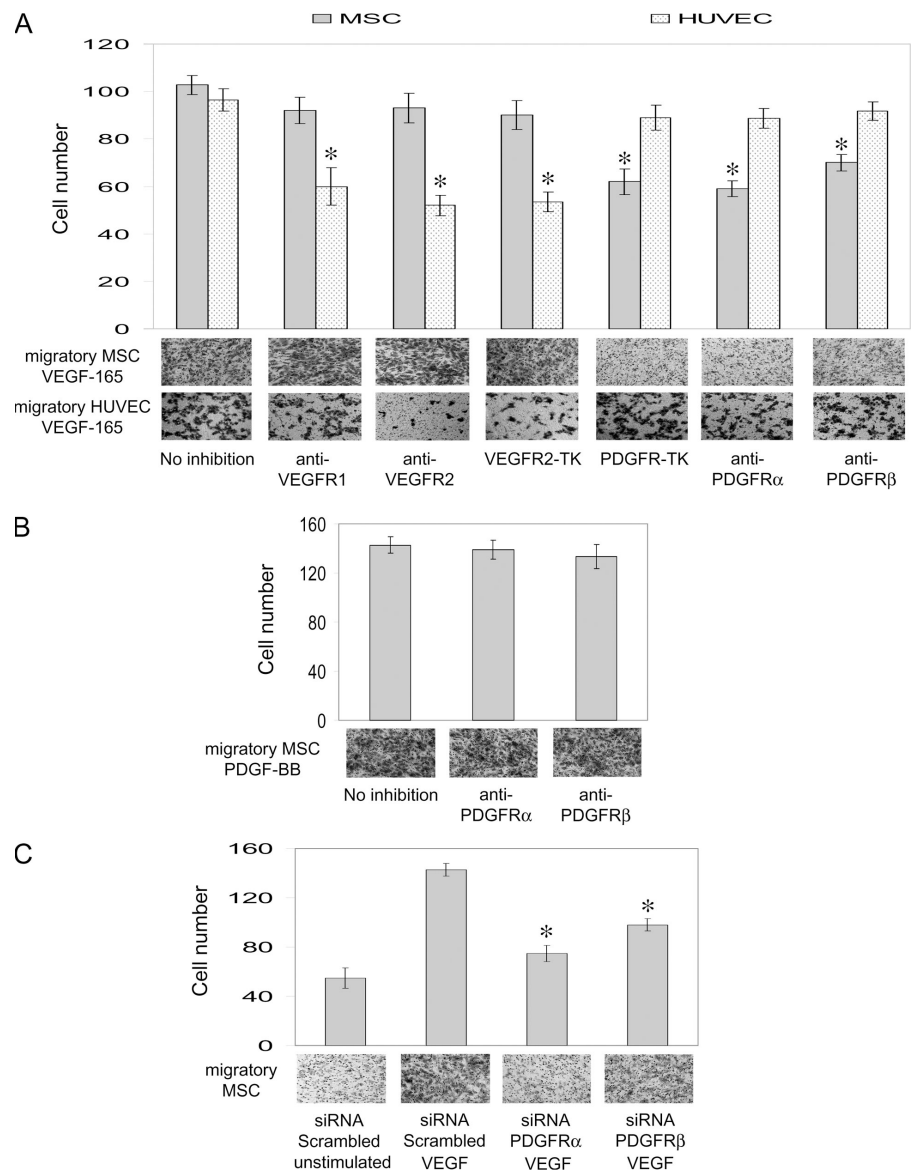 A
MSC HUVEC
120
100
80
60
40
20
0
Cell number
* * * * * *
migratory MSC
VEGF-165
migratory HUVEC
VEGF-165
No inhibition
anti-
VEGFR1
anti-
VEGFR2
VEGFR2-TK
PDGFR-TK
anti-
PDGFRα
anti-
PDGFRβ
B
160
120
80
40
0
Cell number
migratory MSC
PDGF-BB
No inhibition
anti-
PDGFRα
anti-
PDGFRβ
C
160
120
80
40
0
Cell number
* *
migratory
MSC
siRNA
Scrambled
unstimulated
siRNA
Scrambled
VEGF
siRNA
PDGFRα
VEGF
siRNA
PDGFRβ
VEGF